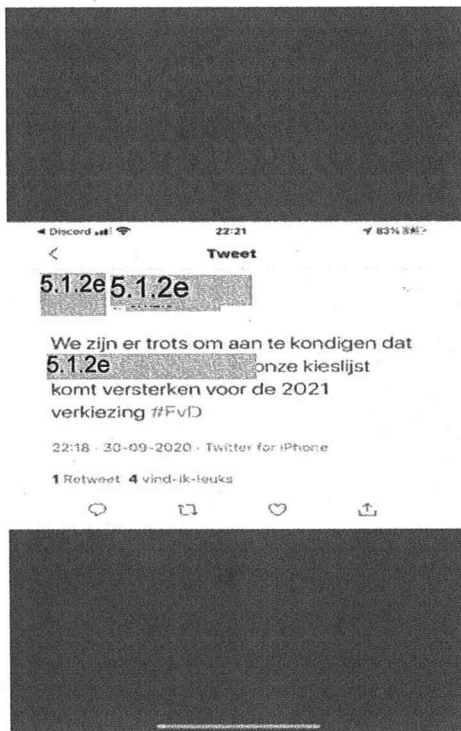 Discord 22:21 83%
Tweet
5.1.2e 5.1.2e
We zijn er trots om aan te kondigen dat
5.1.2e onze kieslijst
komt versterken voor de 2021
verkiezing #FvD
22:18 · 30-09-2020 · Twitter for iPhone
1 Retweet 4 vind-ik-leuks